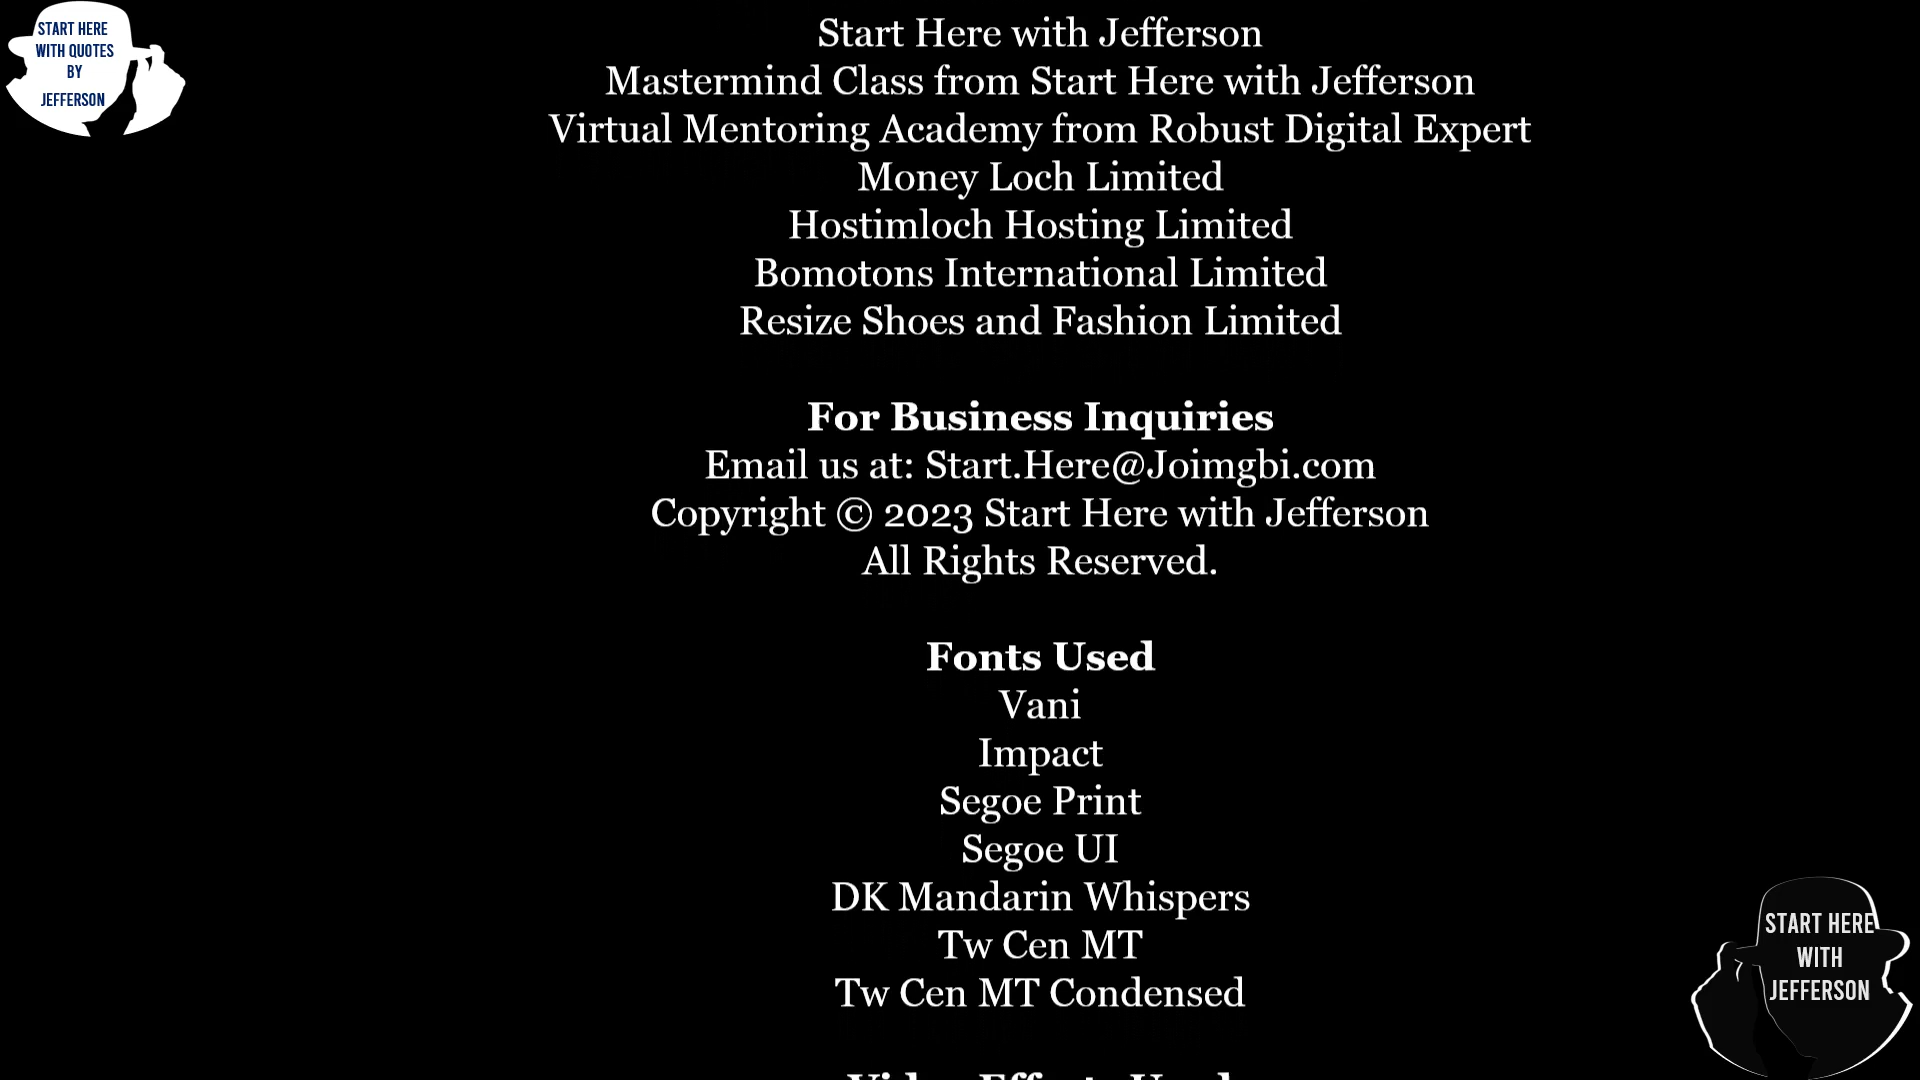 START HERE
WITH QUOTES
BY
JEFFERSON
Start Here with Jefferson
Mastermind Class from Start Here with Jefferson
Virtual Mentoring Academy from Robust Digital Expert
Money Loch Limited
Hostimloch Hosting Limited
Bomotons International Limited
Resize Shoes and Fashion Limited
For Business Inquiries
Email us at: Start.Here@Joimgbi.com
Copyright © 2023 Start Here with Jefferson
All Rights Reserved.
Fonts Used
Vani
Impact
Segoe Print
Segoe UI
DK Mandarin Whispers
Tw Cen MT
Tw Cen MT Condensed
START HERE
WITH
JEFFERSON